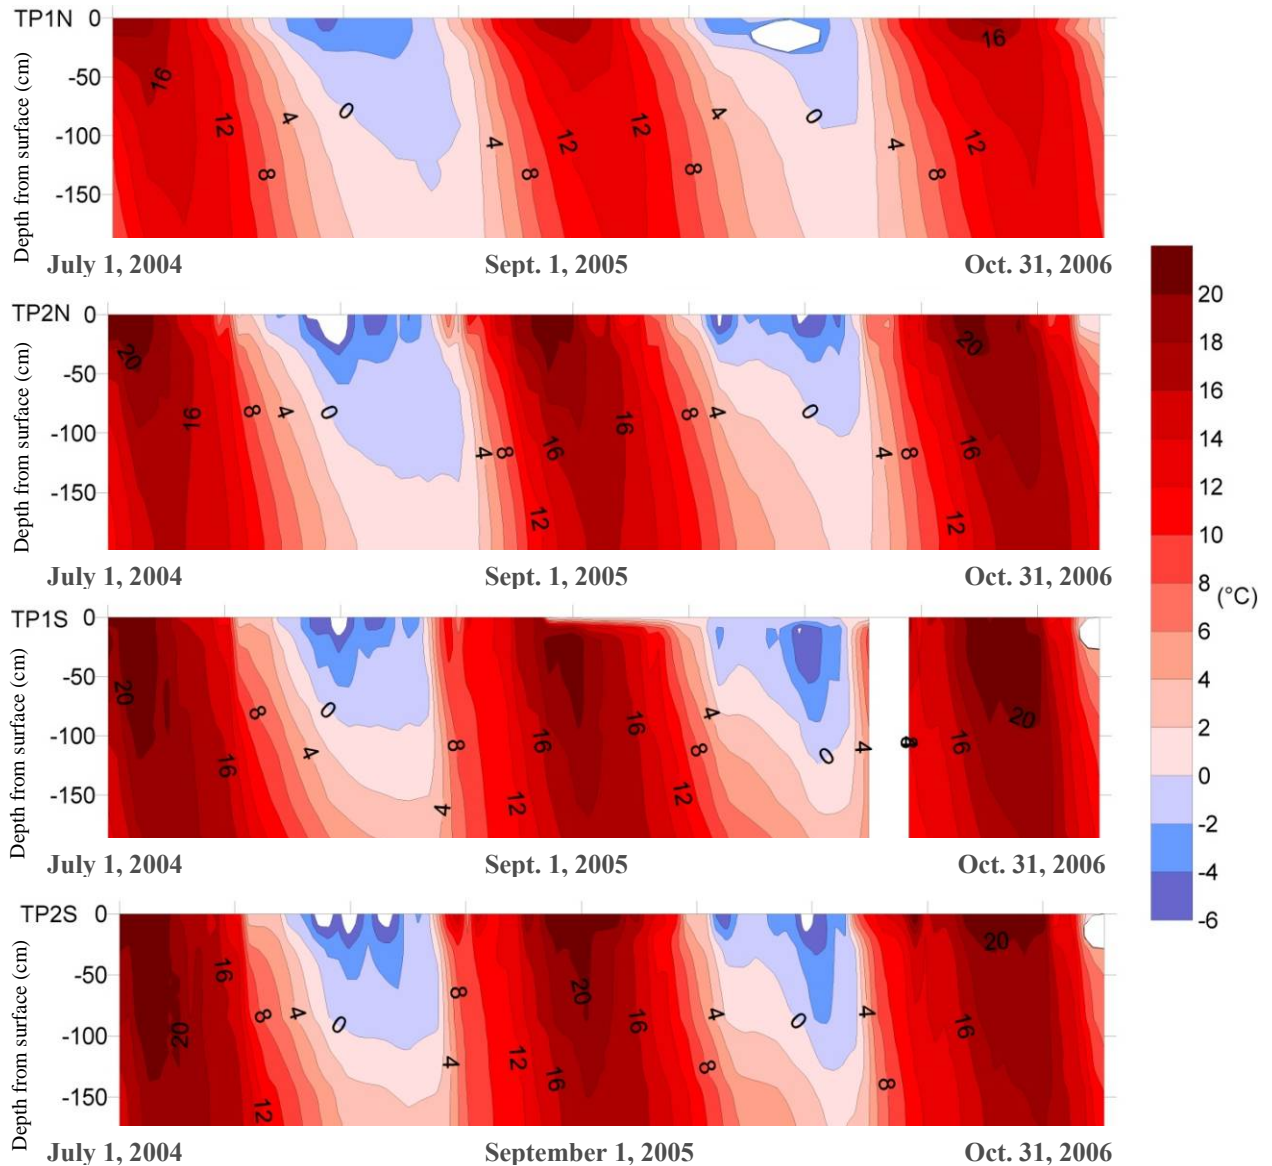 TP1N 0
Depth from surface (cm)
-50
-100
-150
16 12 8 4 0 4 8 12 12 8 4 0 4 8 12 16
July 1, 2004 Sept. 1, 2005 Oct. 31, 2006
TP2N 0
Depth from surface (cm)
-50
-100
-150
20 16 8 4 0 4 8 12 16 16 8 4 0 4 8 12 16 20
July 1, 2004 Sept. 1, 2005 Oct. 31, 2006
TP1S 0
Depth from surface (cm)
-50
-100
-150
20 16 8 4 0 4 8 12 16 16 12 8 4 0 4 16 20
July 1, 2004 Sept. 1, 2005 Oct. 31, 2006
TP2S 0
Depth from surface (cm)
-50
-100
-150
20 16 12 8 4 0 4 8 12 16 20 16 8 4 0 4 8 16 20
July 1, 2004 September 1, 2005 Oct. 31, 2006
20
18
16
14
12
10
8
(°C)
6
4
2
0
-2
-4
-6